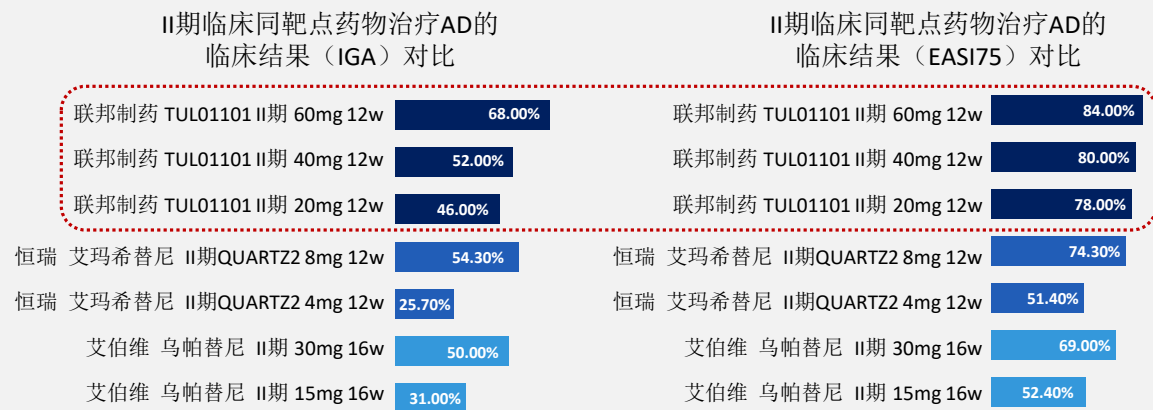 II期临床同靶点药物治疗AD的
临床结果（IGA）对比
联邦制药 TUL01101 II期 60mg 12w 68.00%
联邦制药 TUL01101 II期 40mg 12w 52.00%
联邦制药 TUL01101 II期 20mg 12w 46.00%
恒瑞 艾玛希替尼 II期QUARTZ2 8mg 12w 54.30%
恒瑞 艾玛希替尼 II期QUARTZ2 4mg 12w 25.70%
艾伯维 乌帕替尼 II期 30mg 16w 50.00%
艾伯维 乌帕替尼 II期 15mg 16w 31.00%
II期临床同靶点药物治疗AD的
临床结果（EASI75）对比
联邦制药 TUL01101 II期 60mg 12w 84.00%
联邦制药 TUL01101 II期 40mg 12w 80.00%
联邦制药 TUL01101 II期 20mg 12w 78.00%
恒瑞 艾玛希替尼 II期QUARTZ2 8mg 12w 74.30%
恒瑞 艾玛希替尼 II期QUARTZ2 4mg 12w 51.40%
艾伯维 乌帕替尼 II期 30mg 16w 69.00%
艾伯维 乌帕替尼 II期 15mg 16w 52.40%